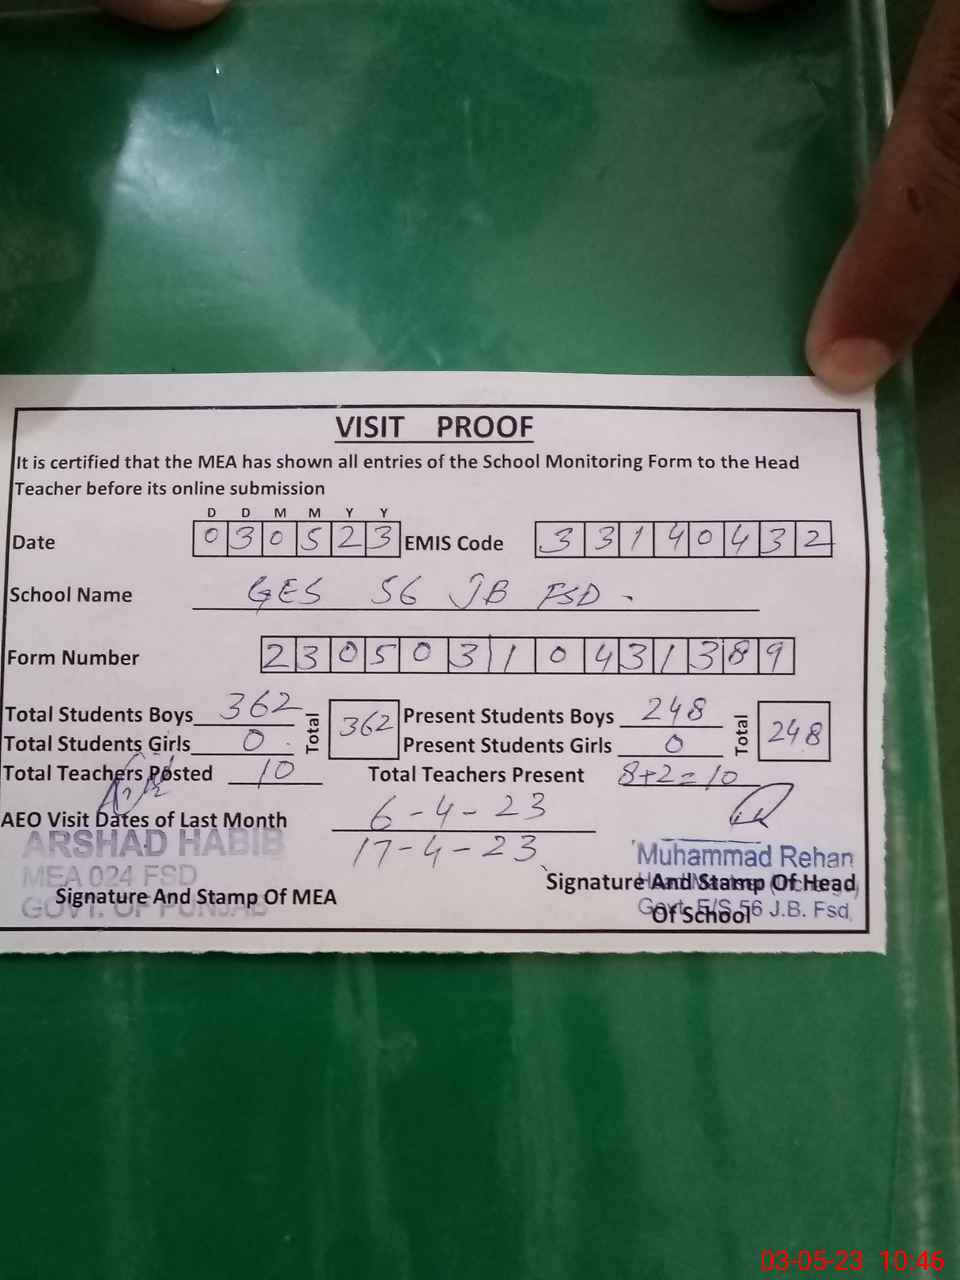 VISIT PROOF
It is certified that the MEA has shown all entries of the School Monitoring Form to the Head
Teacher before its online submission
D D M M Y Y
Date 030523 EMIS Code 33140432
School Name GES 56 JB FSD.
Form Number 23050310431389
Total Students Boys 362 Total 362 Present Students Boys 248 Total 248
Total Students Girls 0 Present Students Girls 0
Total Teachers Posted 10 Total Teachers Present 8+2=10
AEO Visit Dates of Last Month 6-4-23
17-4-23
ARSHAD HABIB
MEA 024 FSD
GOVT. OF PUNJAB
Signature And Stamp Of MEA
Muhammad Rehan
Signature And Stamp Of Head
Of School
Govt. E/S 56 J.B. Fsd,
03-05-23 10:46